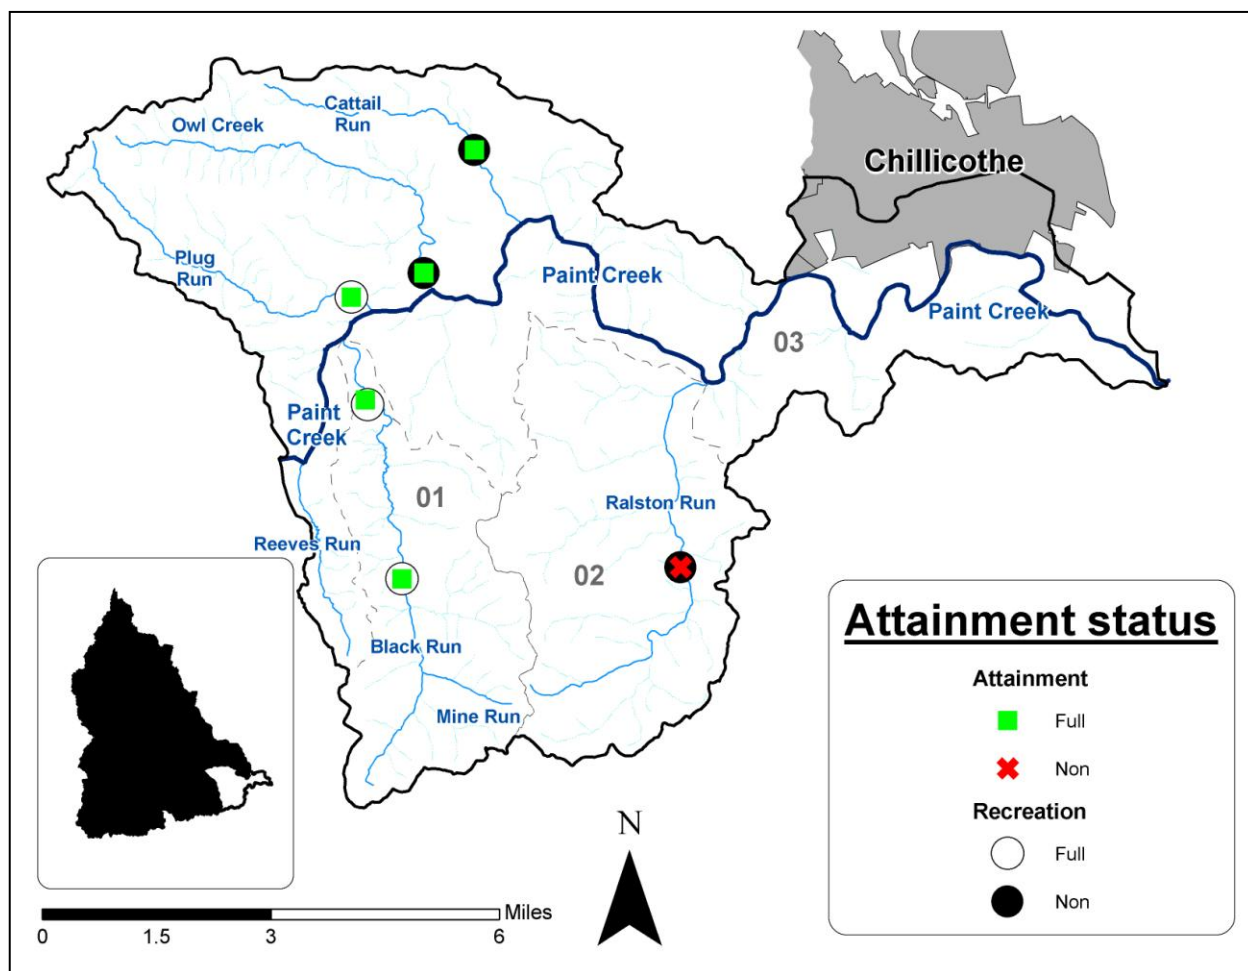 Cattail
Run
Owl Creek
Chillicothe
Plug
Run
Paint Creek
Paint Creek
03
Paint
Creek
01
Ralston Run
Reeves Run
02
Black Run
Mine Run
Attainment status
Attainment
Full
Non
Recreation
Full
Non
N
Miles
0
1.5
3
6